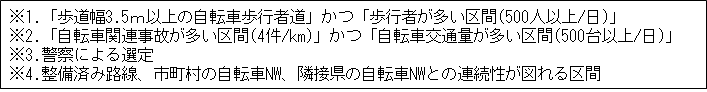 ※1.「歩道幅3.5m以上の自転車歩行者道」かつ「歩行者が多い区間(500人以上/日)」
※2.「自転車関連事故が多い区間(4件/km)」かつ「自転車交通量が多い区間(500台以上/日)」
※3.警察による選定
※4.整備済み路線、市町村の自転車NW、隣接県の自転車NWとの連続性が図れる区間